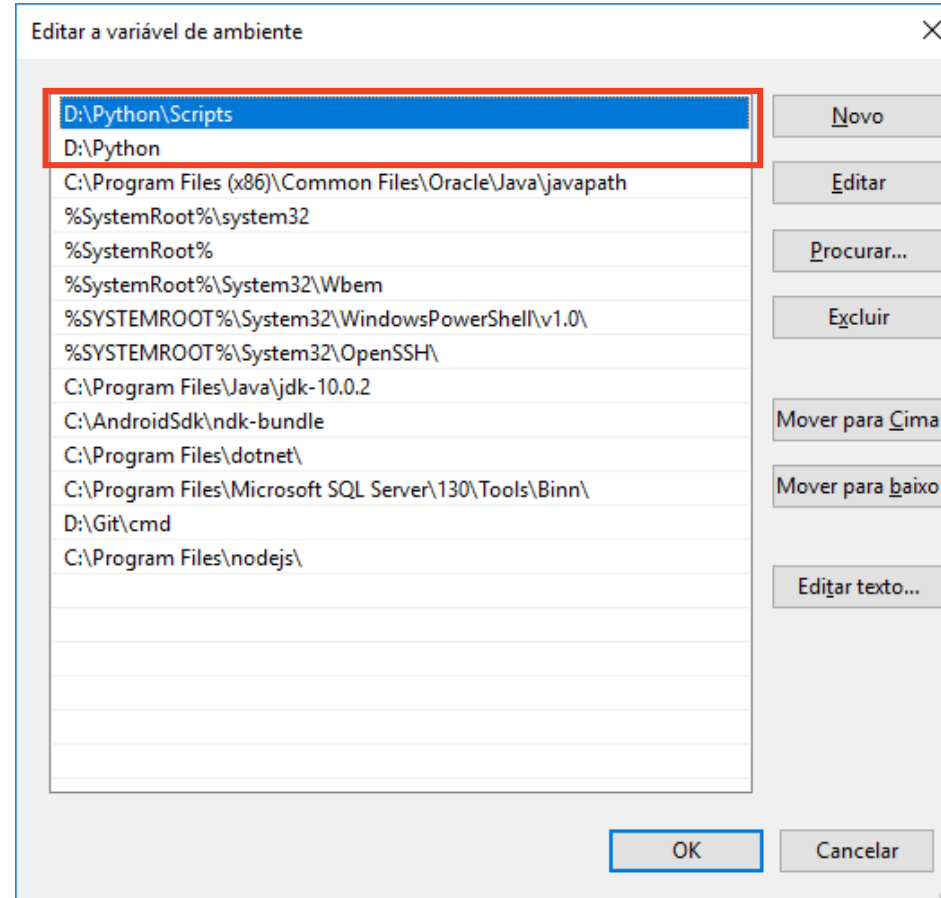 Editar a variável de ambiente
D:\Python\Scripts
D:\Python
C:\Program Files (x86)\Common Files\Oracle\Java\javapath
%SystemRoot%\system32
%SystemRoot%
%SystemRoot%\System32\Wbem
%SYSTEMROOT%\System32\WindowsPowerShell\v1.0\
%SYSTEMROOT%\System32\OpenSSH\
C:\Program Files\Java\jdk-10.0.2
C:\AndroidSdk\ndk-bundle
C:\Program Files\dotnet\
C:\Program Files\Microsoft SQL Server\130\Tools\Binn\
D:\Git\cmd
C:\Program Files\nodejs\
Novo
Editar
Procurar...
Excluir
Mover para Cima
Mover para baixo
Editar texto...
OK
Cancelar